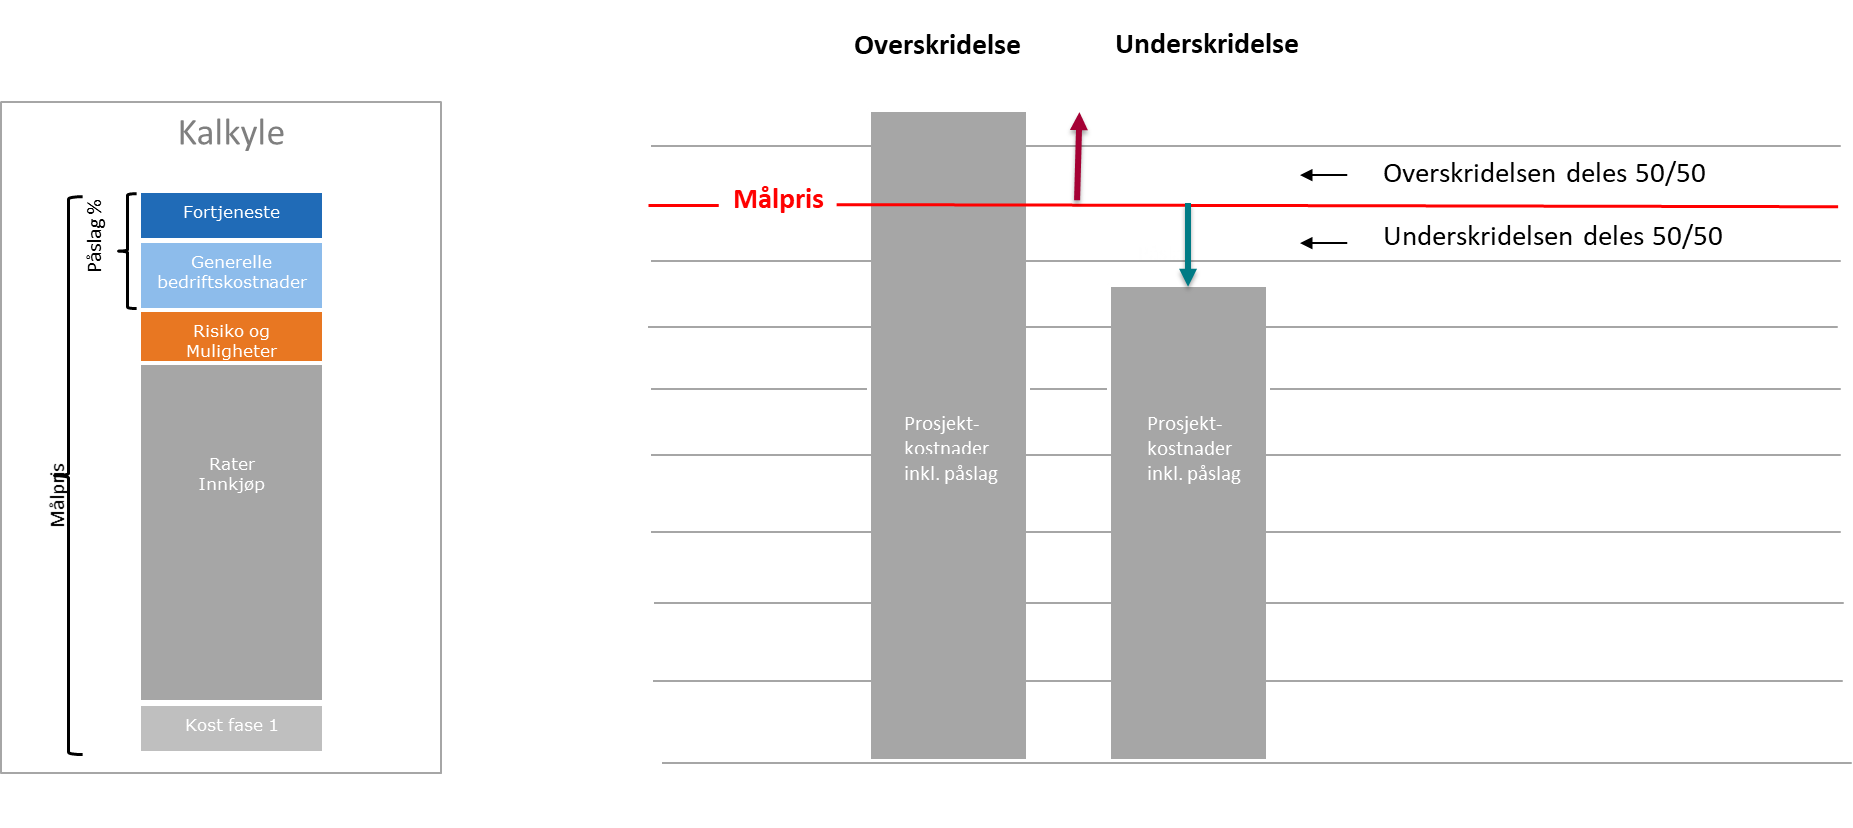 Overskridelse
Underskridelse
Kalkyle
Målpris
Påslag %
Fortjeneste
Generelle
bedriftskostnader
Risiko og
Muligheter
Rater
Innkjøp
Kost fase 1
Målpris
Overskridelsen deles 50/50
Underskridelsen deles 50/50
Prosjekt-
kostnader
inkl. påslag
Prosjekt-
kostnader
inkl. påslag